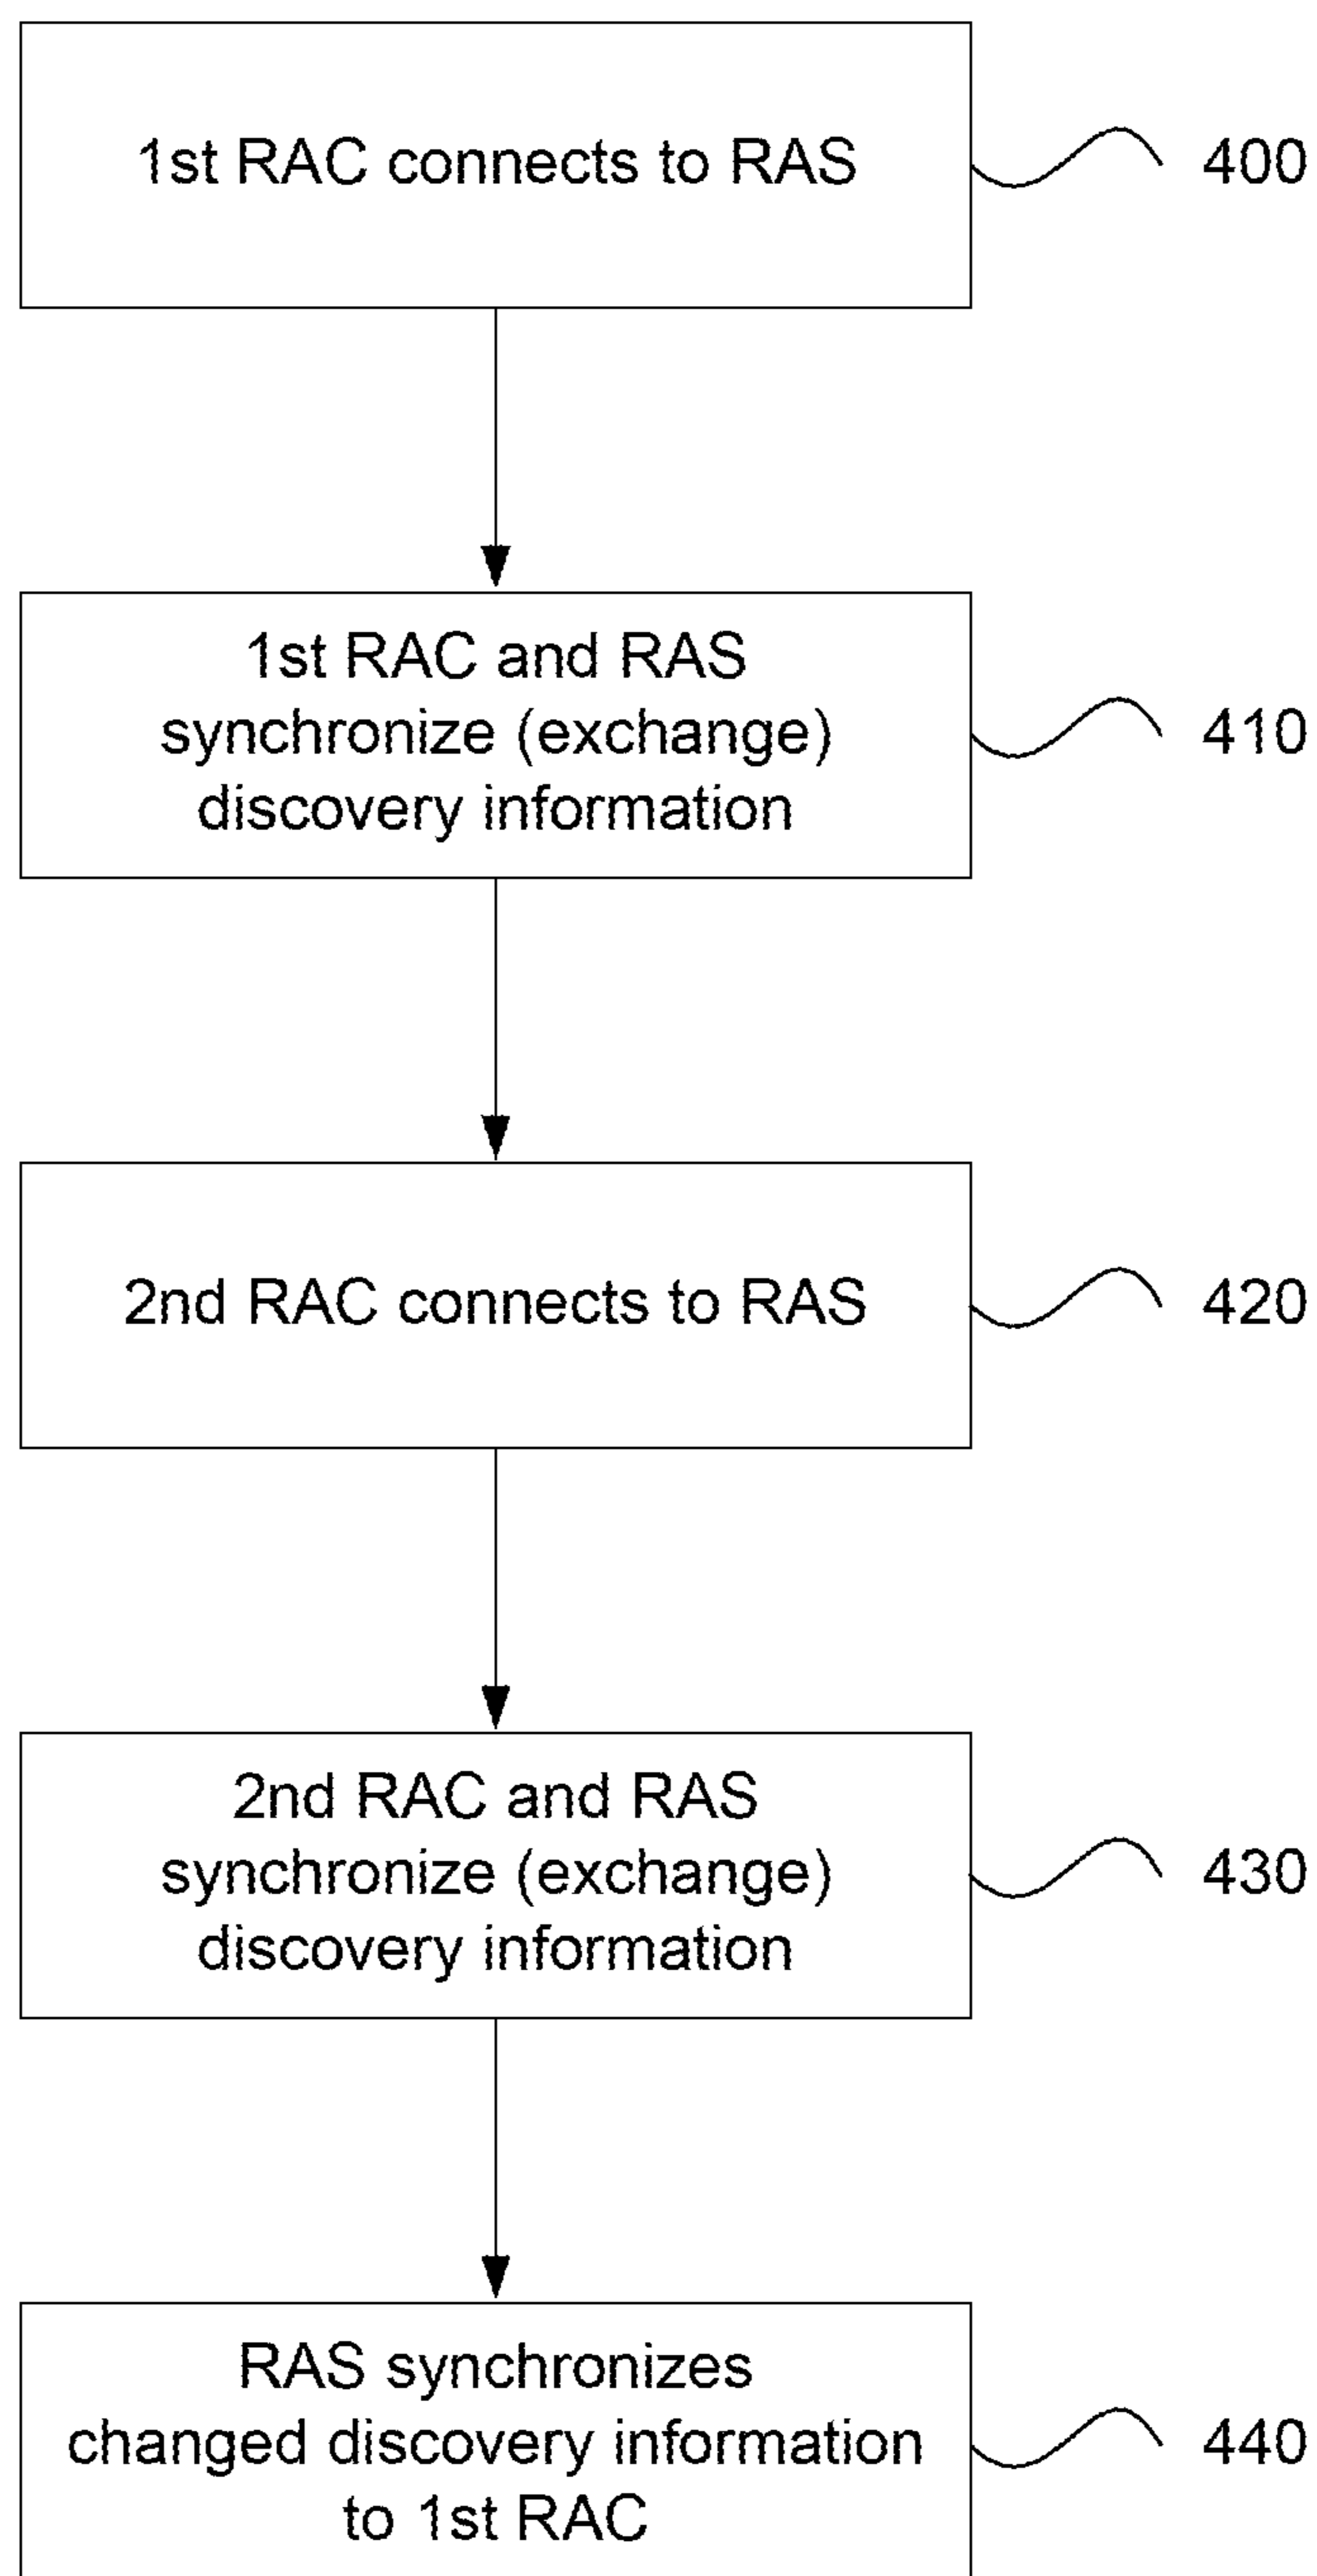 1st RAC connects to RAS
400
1st RAC and RAS
synchronize (exchange)
discovery information
410
2nd RAC connects to RAS
420
2nd RAC and RAS
synchronize (exchange)
discovery information
430
RAS synchronizes
changed discovery information
to 1st RAC
440